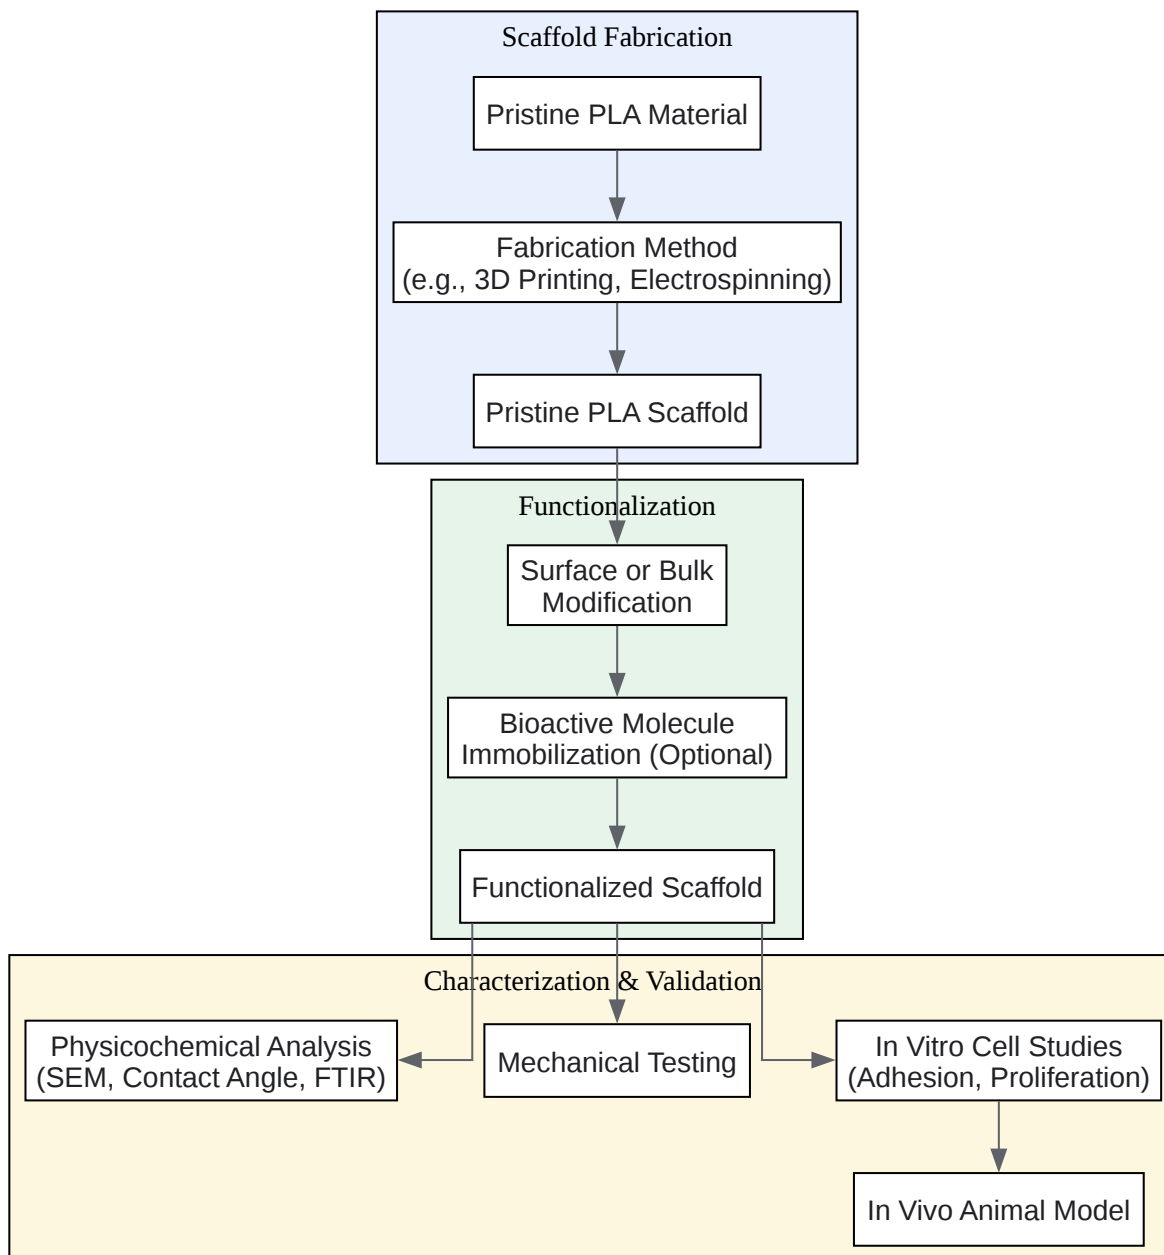 Scaffold Fabrication
Pristine PLA Material
Fabrication Method
(e.g., 3D Printing, Electrospinning)
Pristine PLA Scaffold
Functionalization
Surface or Bulk
Modification
Bioactive Molecule
Immobilization (Optional)
Functionalized Scaffold
Characterization & Validation
Physicochemical Analysis
(SEM, Contact Angle, FTIR)
Mechanical Testing
In Vitro Cell Studies
(Adhesion, Proliferation)
In Vivo Animal Model